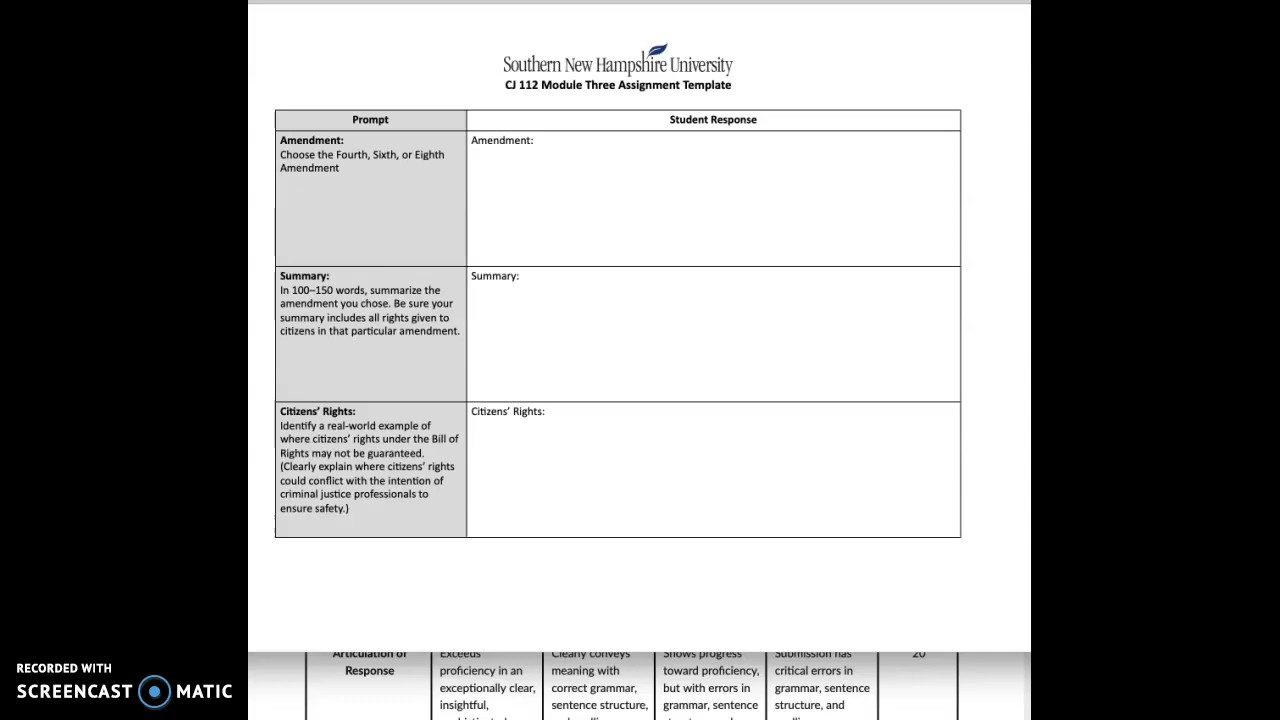 Southern New Hampshire University
CJ 112 Module Three Assignment Template
Prompt
Student Response
Amendment:
Choose the Fourth, Sixth, or Eighth
Amendment
Amendment:
Summary:
In 100–150 words, summarize the
amendment you chose. Be sure your
summary includes all rights given to
citizens in that particular amendment.
Summary:
Citizens’ Rights:
Identify a real-world example of
where citizens’ rights under the Bill of
Rights may not be guaranteed.
(Clearly explain where citizens’ rights
could conflict with the intention of
criminal justice professionals to
ensure safety.)
Citizens’ Rights:
Articulation of
Response
Exceeds
proficiency in an
exceptionally clear,
insightful,
Clearly conveys
meaning with
correct grammar,
sentence structure,
Shows progress
toward proficiency,
but with errors in
grammar, sentence
Submission has
critical errors in
grammar, sentence
structure, and
20
RECORDED WITH
SCREENCAST MATIC